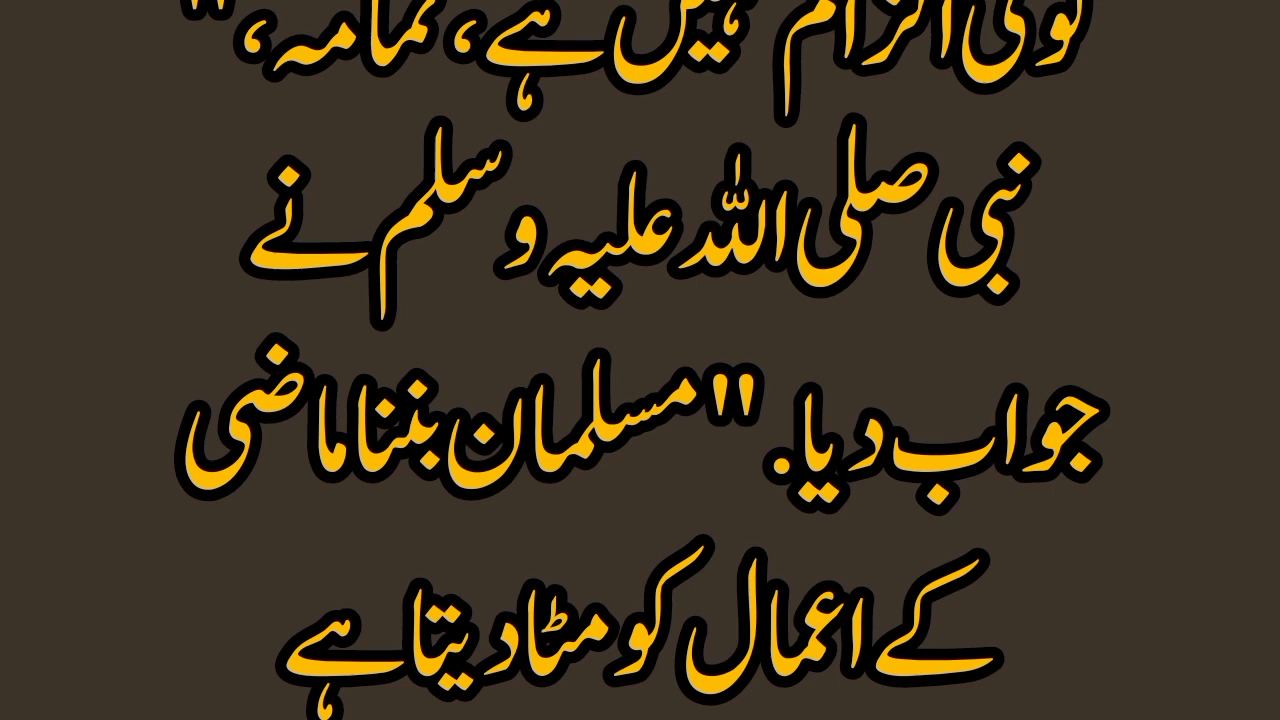 کوئی الزام نہیں ہے، ثمامہ،"
نبی صلی اللہ علیہ وسلم نے
جواب دیا. "مسلمان بننا ماضی
کے اعمال کو مٹا دیتا ہے